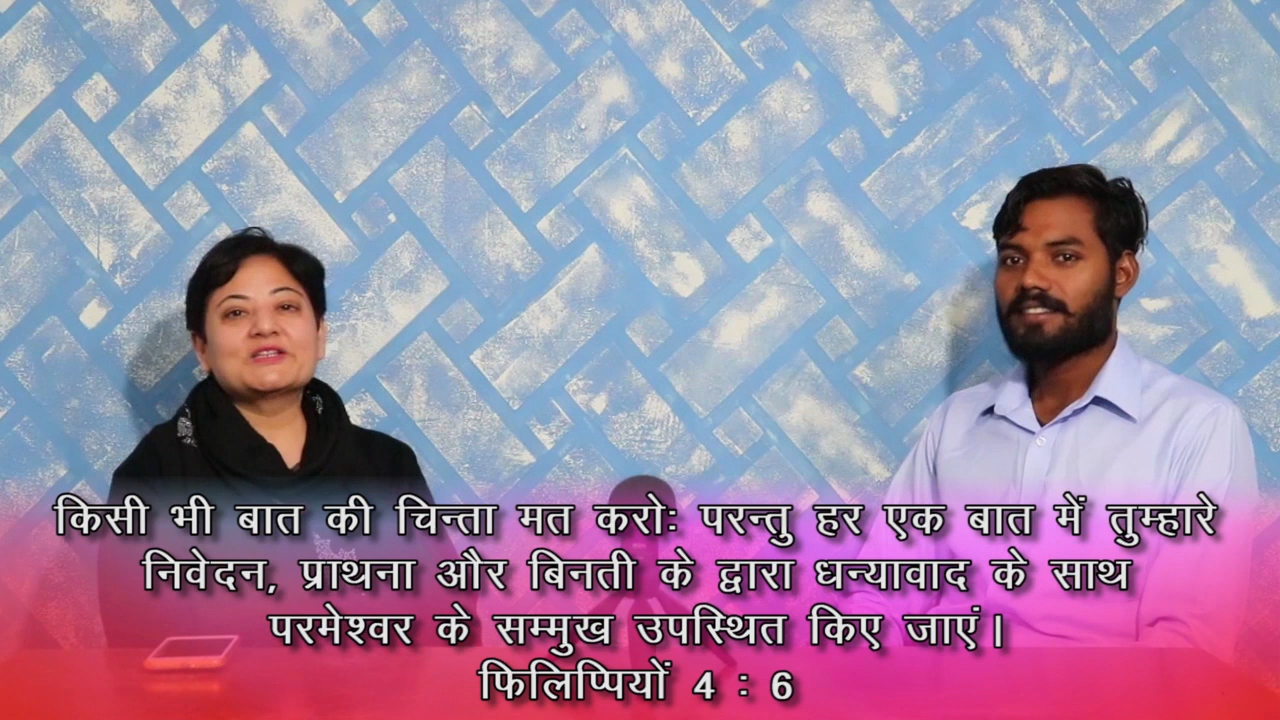 किसी भी बात की चिन्ता मत करोः परन्तु हर एक बात में तुम्हारे
निवेदन, प्राथना और बिनती के द्वारा धन्यावाद के साथ
परमेश्वर के सम्मुख उपस्थित किए जाएं।
फिलिप्पियों 4 : 6